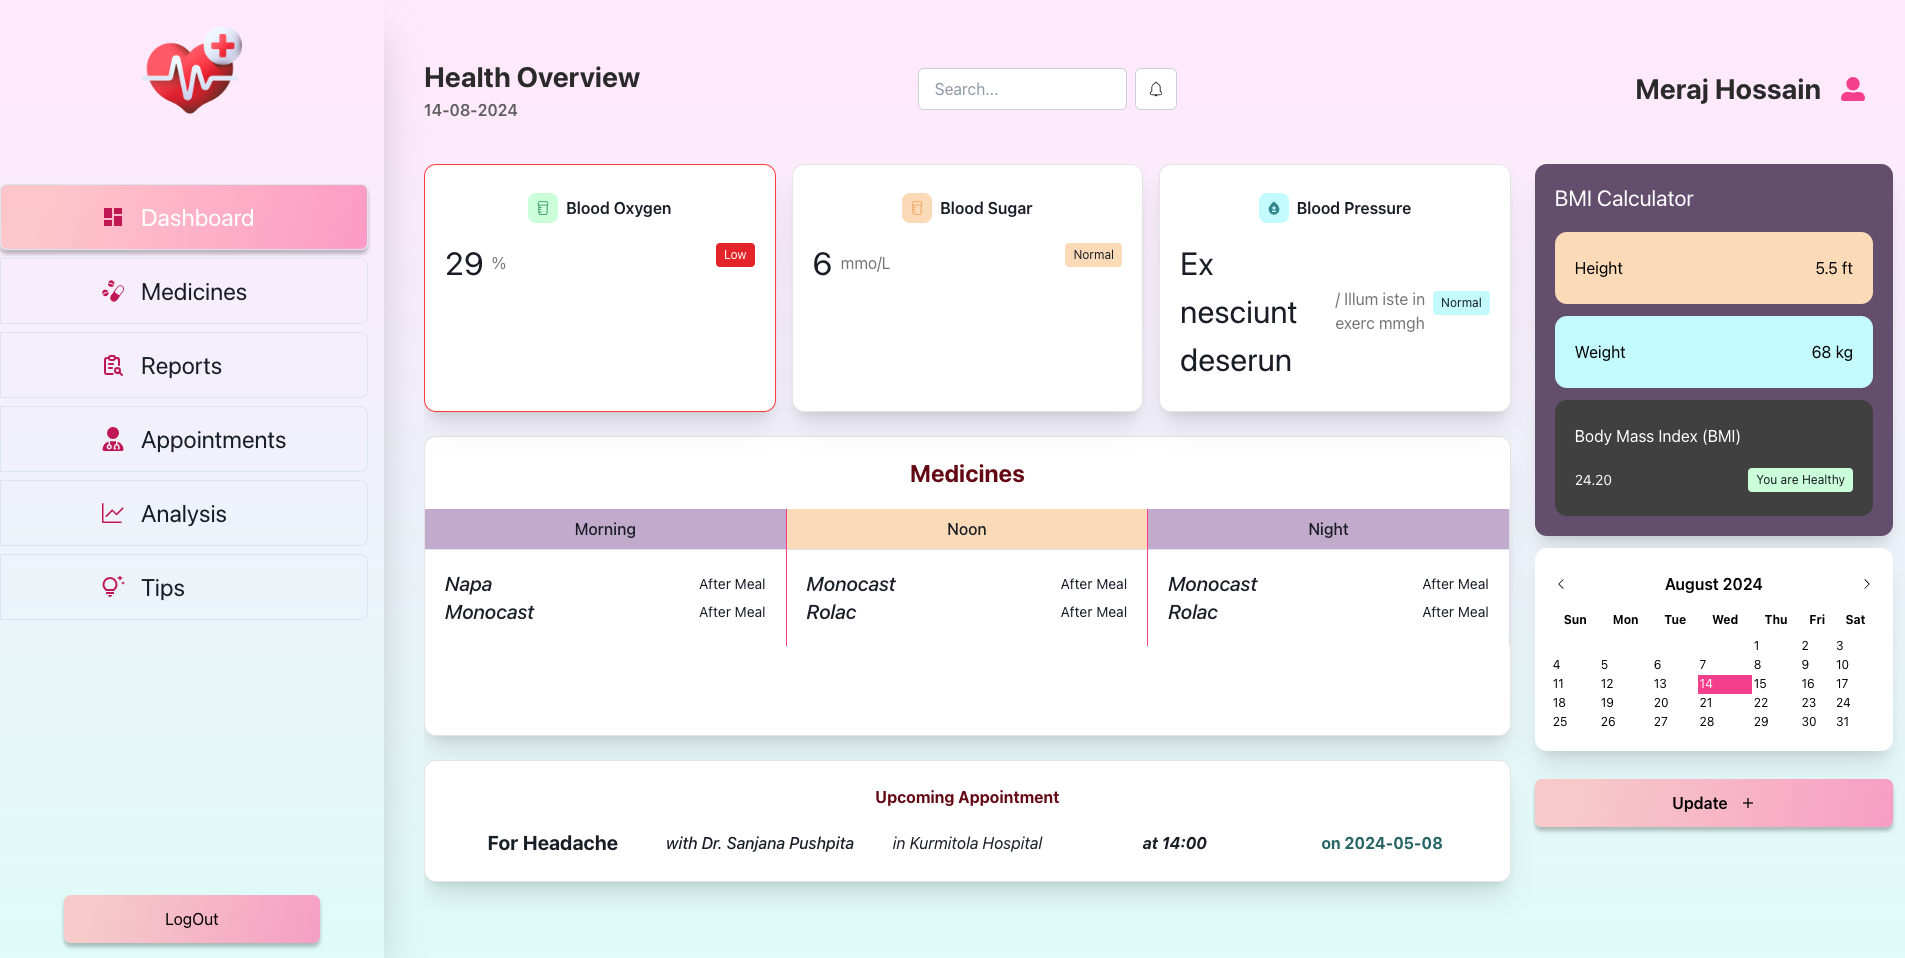 Dashboard
Medicines
Reports
Appointments
Analysis
Tips
LogOut
Health Overview
14-08-2024
Search...
Meraj Hossain
Blood Oxygen
29 %
Low
Blood Sugar
6 mmo/L
Normal
Blood Pressure
Ex
nesciunt
deserun
/ Illum iste in
exerc mmgh
Normal
Medicines
Morning Noon Night
Napa After Meal Monocast After Meal Monocast After Meal
Monocast After Meal Rolac After Meal Rolac After Meal
Upcoming Appointment
For Headache with Dr. Sanjana Pushpita in Kurmitola Hospital at 14:00 on 2024-05-08
BMI Calculator
Height 5.5 ft
Weight 68 kg
Body Mass Index (BMI)
24.20 You are Healthy
August 2024
Sun Mon Tue Wed Thu Fri Sat
1 2 3
4 5 6 7 8 9 10
11 12 13 14 15 16 17
18 19 20 21 22 23 24
25 26 27 28 29 30 31
Update +